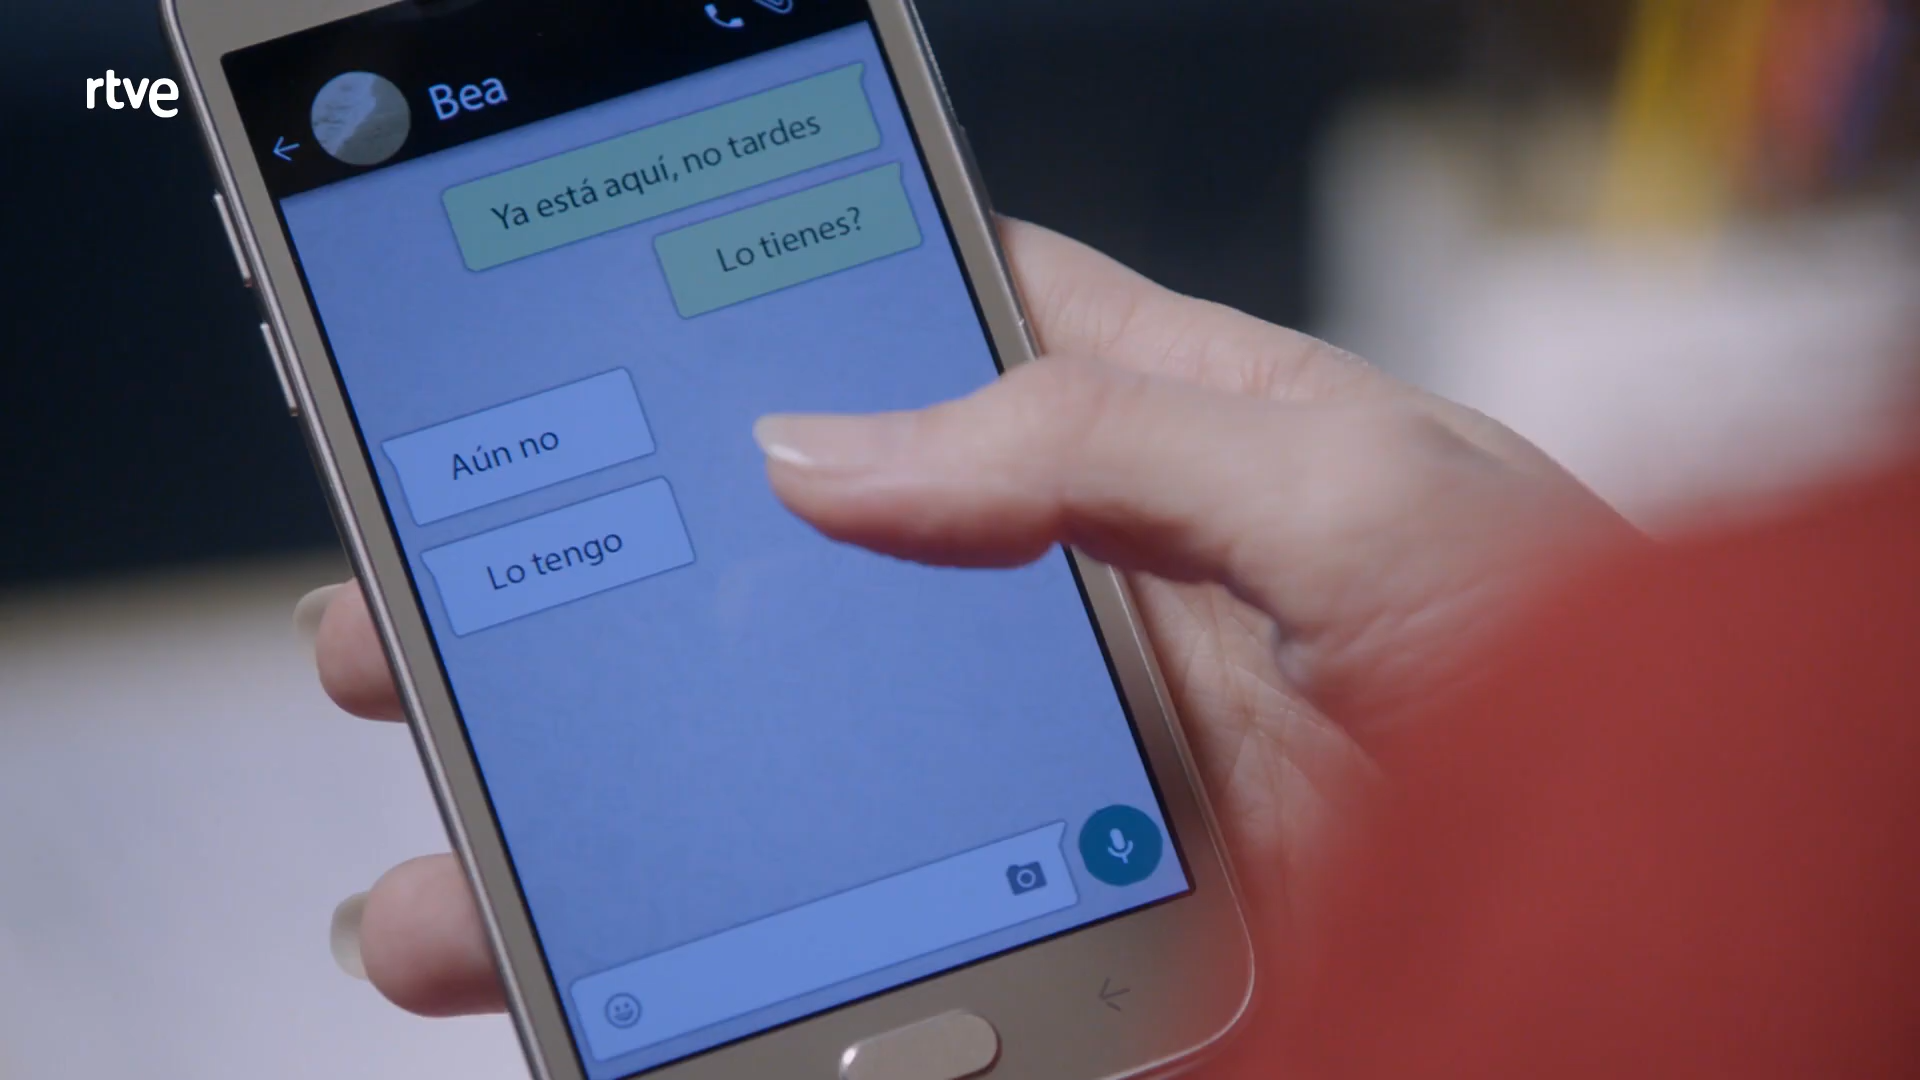 rtve
Bea
Ya está aquí, no tardes
Lo tienes?
Aún no
Lo tengo